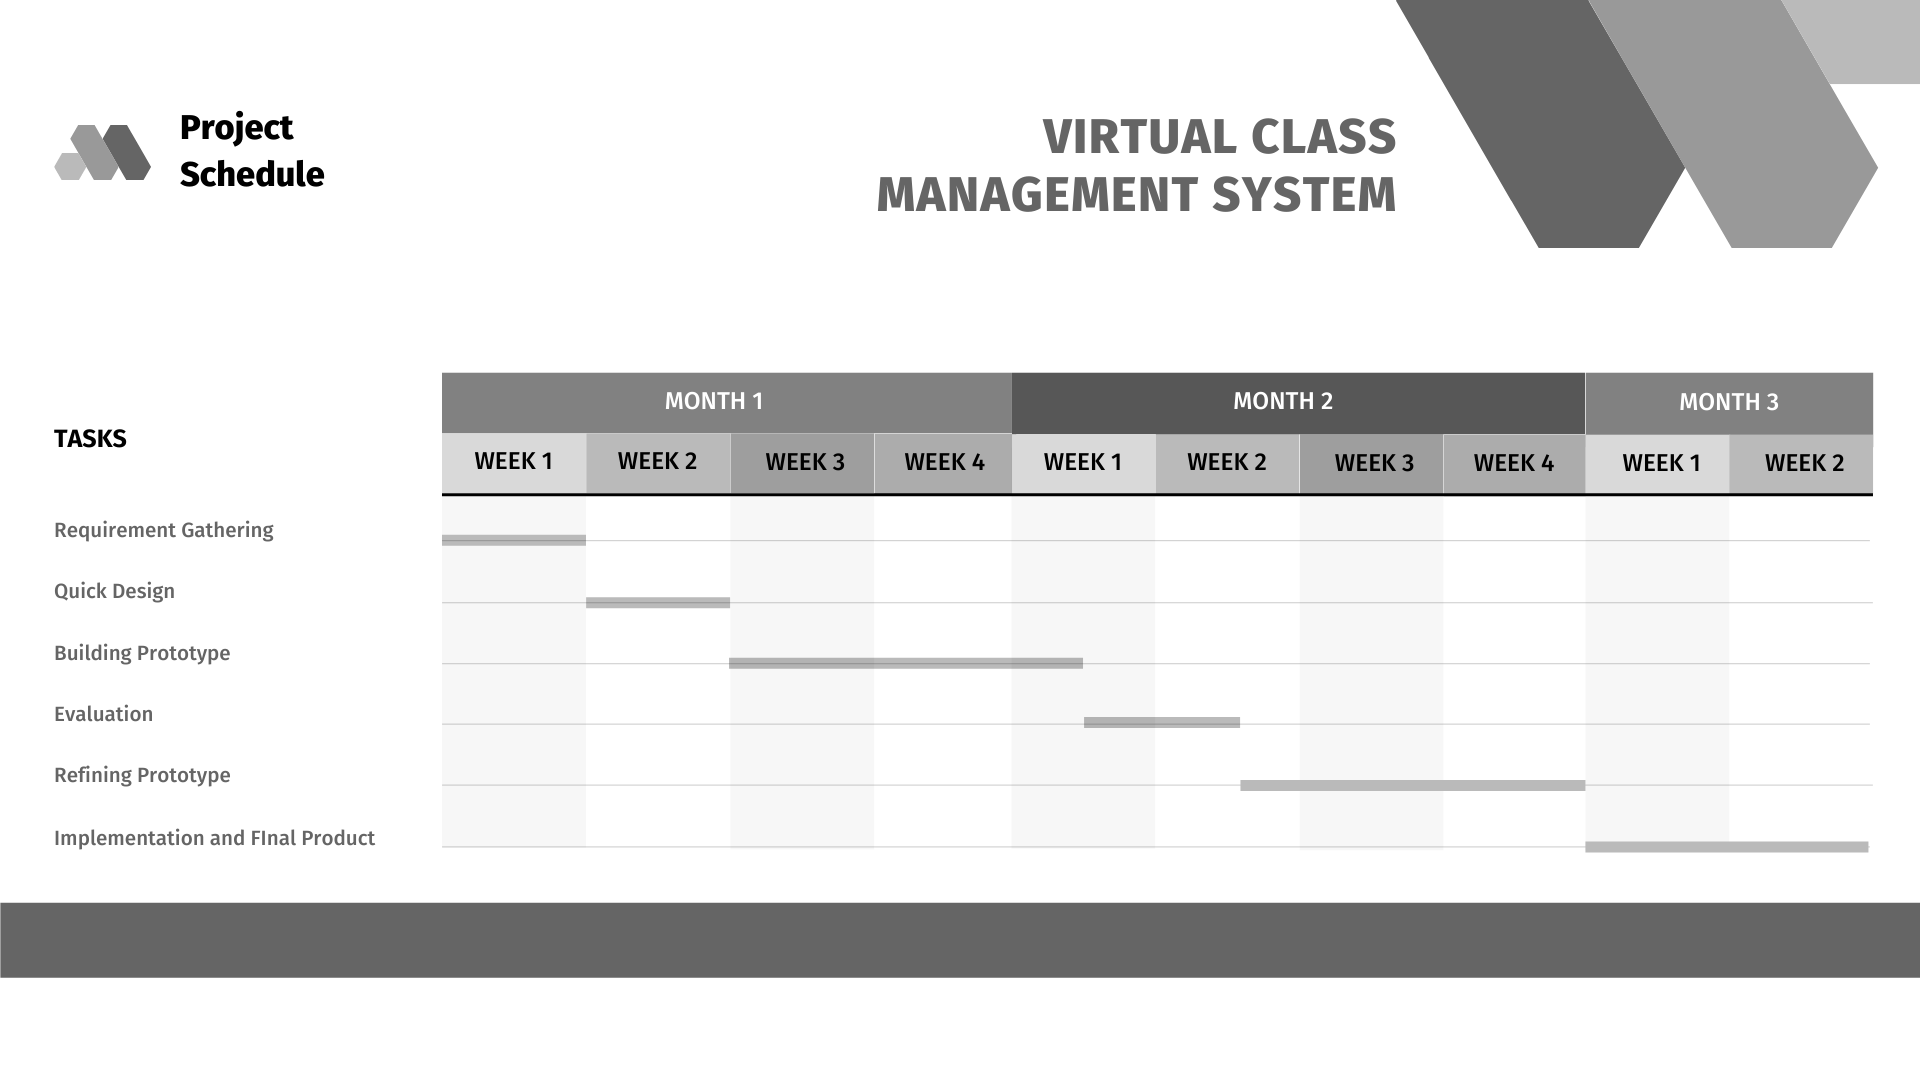 Project
Schedule
VIRTUAL CLASS
MANAGEMENT SYSTEM
TASKS
MONTH 1
MONTH 2
MONTH 3
WEEK 1
WEEK 2
WEEK 3
WEEK 4
WEEK 1
WEEK 2
WEEK 3
WEEK 4
WEEK 1
WEEK 2
Requirement Gathering
Quick Design
Building Prototype
Evaluation
Refining Prototype
Implementation and FInal Product